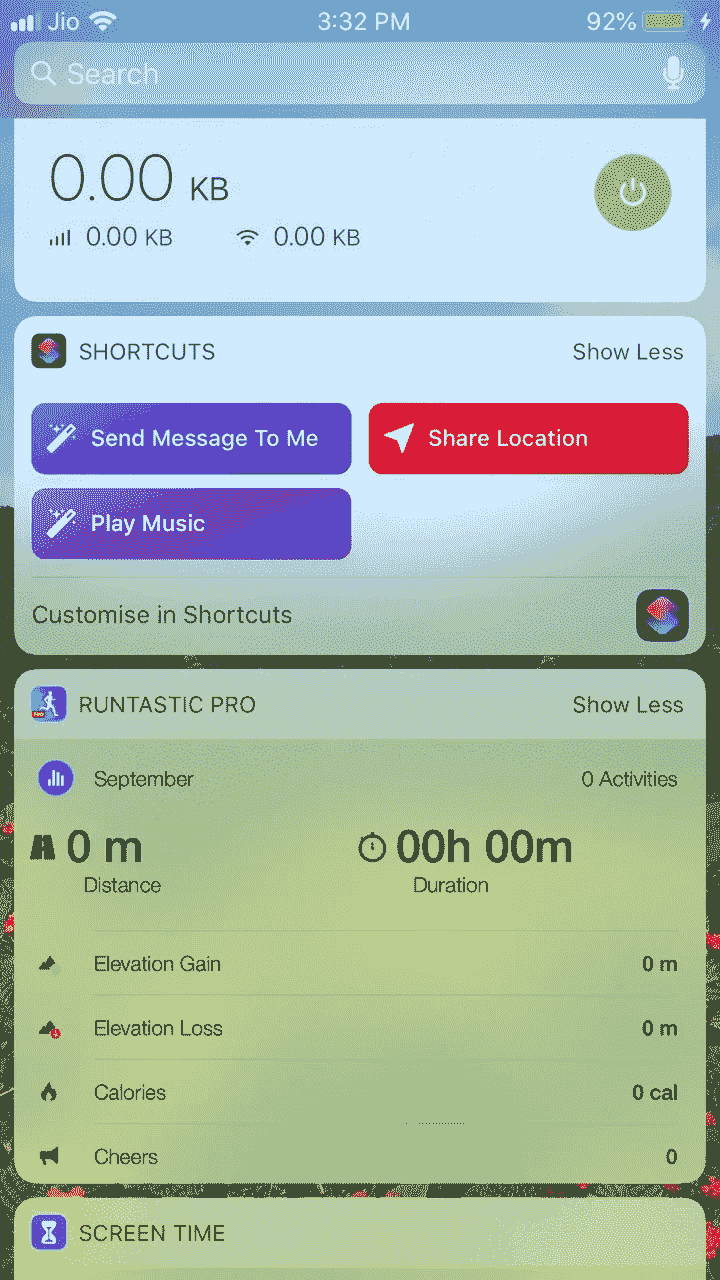 Jio 3:32 PM 92%
Search
0.00 KB
0.00 KB 0.00 KB
SHORTCUTS Show Less
Send Message To Me Share Location
Play Music
Customise in Shortcuts
RUNTASTIC PRO Show Less
September 0 Activities
0 m 00h 00m
Distance Duration
Elevation Gain 0 m
Elevation Loss 0 m
Calories 0 cal
Cheers 0
SCREEN TIME